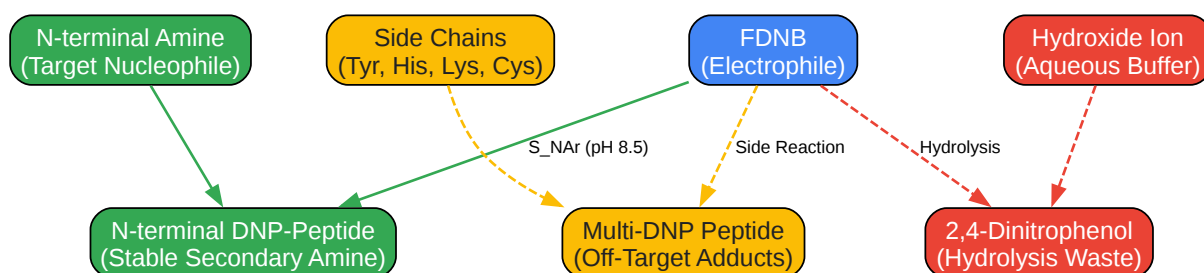 N-terminal Amine
(Target Nucleophile)
Side Chains
(Tyr, His, Lys, Cys)
FDNB
(Electrophile)
Hydroxide Ion
(Aqueous Buffer)
S_NAr (pH 8.5)
Side Reaction
Hydrolysis
N-terminal DNP-Peptide
(Stable Secondary Amine)
Multi-DNP Peptide
(Off-Target Adducts)
2,4-Dinitrophenol
(Hydrolysis Waste)